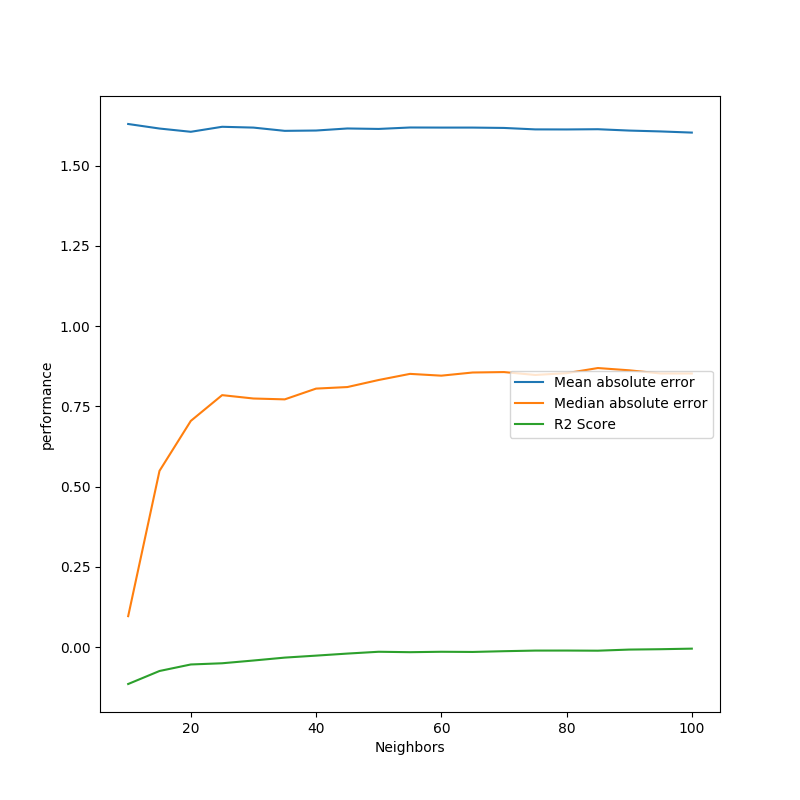 1.50
1.25
1.00
0.75
0.50
0.25
0.00
performance
Mean absolute error
Median absolute error
R2 Score
20 40 60 80 100
Neighbors